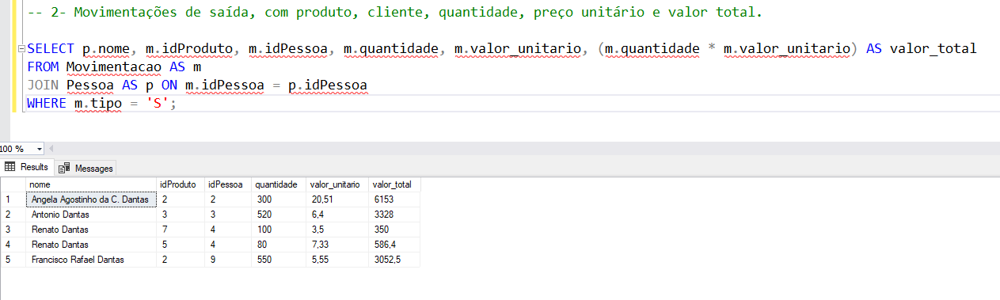 -- 2- Movimentações de saída, com produto, cliente, quantidade, preço unitário e valor total.
SELECT p.nome, m.idProduto, m.idPessoa, m.quantidade, m.valor_unitario, (m.quantidade * m.valor_unitario) AS valor_total
FROM Movimentacao AS m
JOIN Pessoa AS p ON m.idPessoa = p.idPessoa
WHERE m.tipo = 'S';
100 %
Results Messages
nome idProduto idPessoa quantidade valor_unitario valor_total
1 Angela Agostinho da C. Dantas 2 2 300 20,51 6153
2 Antonio Dantas 3 3 520 6,4 3328
3 Renato Dantas 7 4 100 3,5 350
4 Renato Dantas 5 4 80 7,33 586,4
5 Francisco Rafael Dantas 2 9 550 5,55 3052,5